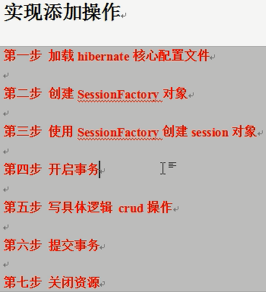 实现添加操作
第一步 加载 hibernate 核心配置文件
第二步 创建 SessionFactory 对象
第三步 使用 SessionFactory 创建 session 对象
第四步 开启事务
第五步 写具体逻辑 crud 操作
第六步 提交事务
第七步 关闭资源